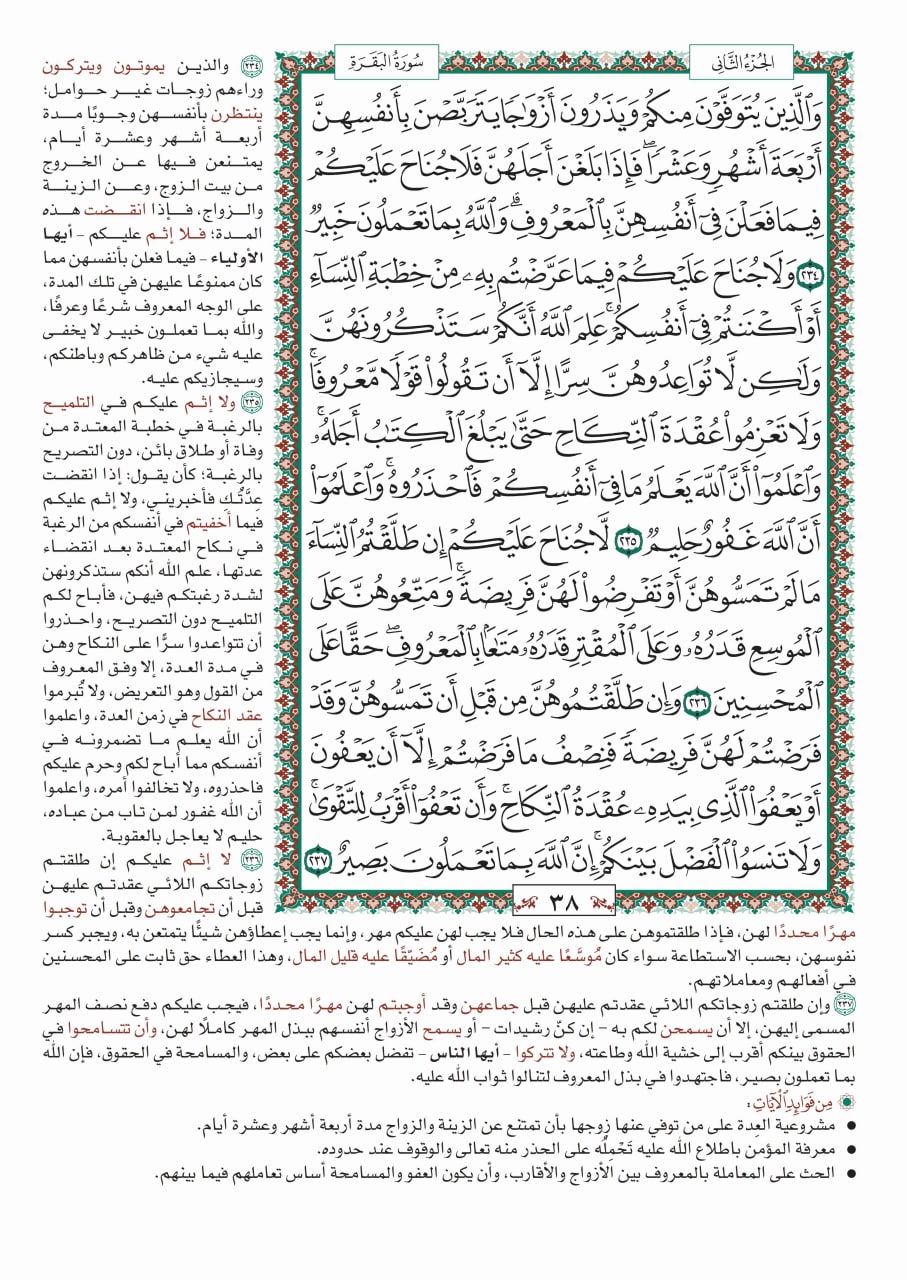 الجُزْءُ الثَّانِي
سُورَةُ البَقَرَةِ
وَٱلَّذِينَ يُتَوَفَّوْنَ مِنكُمْ وَيَذَرُونَ أَزْوَٰجًا يَتَرَبَّصْنَ بِأَنفُسِهِنَّ
أَرْبَعَةَ أَشْهُرٍ وَعَشْرًاۖ فَإِذَا بَلَغْنَ أَجَلَهُنَّ فَلَا جُنَاحَ عَلَيْكُمْ
فِيمَا فَعَلْنَ فِىٓ أَنفُسِهِنَّ بِٱلْمَعْرُوفِۗ وَٱللَّهُ بِمَا تَعْمَلُونَ خَبِيرٌ
٢٣٤ وَلَا جُنَاحَ عَلَيْكُمْ فِيمَا عَرَّضْتُم بِهِۦ مِنْ خِطْبَةِ ٱلنِّسَآءِ
أَوْ أَكْنَنتُمْ فِىٓ أَنفُسِكُمْۚ عَلِمَ ٱللَّهُ أَنَّكُمْ سَتَذْكُرُونَهُنَّ
وَلَٰكِن لَّا تُوَاعِدُوهُنَّ سِرًّا إِلَّآ أَن تَقُولُوا۟ قَوْلًا مَّعْرُوفًاۚ
وَلَا تَعْزِمُوا۟ عُقْدَةَ ٱلنِّكَاحِ حَتَّىٰ يَبْلُغَ ٱلْكِتَٰبُ أَجَلَهُۥۚ
وَٱعْلَمُوٓا۟ أَنَّ ٱللَّهَ يَعْلَمُ مَا فِىٓ أَنفُسِكُمْ فَٱحْذَرُوهُۚ وَٱعْلَمُوٓا۟
أَنَّ ٱللَّهَ غَفُورٌ حَلِيمٌ ٢٣٥ لَّا جُنَاحَ عَلَيْكُمْ إِن طَلَّقْتُمُ ٱلنِّسَآءَ
مَا لَمْ تَمَسُّوهُنَّ أَوْ تَفْرِضُوا۟ لَهُنَّ فَرِيضَةًۚ وَمَتِّعُوهُنَّ عَلَى
ٱلْمُوسِعِ قَدَرُهُۥ وَعَلَى ٱلْمُقْتِرِ قَدَرُهُۥ مَتَٰعًۢا بِٱلْمَعْرُوفِۖ حَقًّا عَلَى
ٱلْمُحْسِنِينَ ٢٣٦ وَإِن طَلَّقْتُمُوهُنَّ مِن قَبْلِ أَن تَمَسُّوهُنَّ وَقَدْ
فَرَضْتُمْ لَهُنَّ فَرِيضَةً فَنِصْفُ مَا فَرَضْتُمْ إِلَّآ أَن يَعْفُونَ
أَوْ يَعْفُوَا۟ ٱلَّذِى بِيَدِهِۦ عُقْدَةُ ٱلنِّكَاحِۚ وَأَن تَعْفُوٓا۟ أَقْرَبُ لِلتَّقْوَىٰۚ
وَلَا تَنسَوُا۟ ٱلْفَضْلَ بَيْنَكُمْۚ إِنَّ ٱللَّهَ بِمَا تَعْمَلُونَ بَصِيرٌ ٢٣٧
٣٨
٢٣٤ والذين يموتون ويتركون
وراءهم زوجات غير حوامل؛
ينتظرن بأنفسهن وجوبًا مدة
أربعة أشهر وعشرة أيام،
يمتنعن فيها عن الخروج
من بيت الزوج، وعن الزينة
والزواج، فإذا انقضت هذه
المدة؛ فلا إثم عليكم – أيها
الأولياء – فيما فعلن بأنفسهن مما
كان ممنوعًا عليهن في تلك المدة،
على الوجه المعروف شرعًا وعرفًا،
والله بما تعملون خبير لا يخفى
عليه شيء من ظاهركم وباطنكم،
وسيجازيكم عليه.
٢٣٥ ولا إثم عليكم في التلميح
بالرغبة في خطبة المعتدة من
وفاة أو طلاق بائن، دون التصريح
بالرغبة؛ كأن يقول: إذا انقضت
عِدَّتُكِ فأخبريني، ولا إثم عليكم
فيما أخفيتم في أنفسكم من الرغبة
في نكاح المعتدة بعد انقضاء
عدتها، علم الله أنكم ستذكرونهن
لشدة رغبتكم فيهن، فأباح لكم
التلميح دون التصريح، واحذروا
أن تتواعدوا سرًّا على النكاح وهن
في مدة العدة، إلا وفق المعروف
من القول وهو التعريض، ولا تُبرموا
عقد النكاح في زمن العدة، واعلموا
أن الله يعلم ما تضمرونه في
أنفسكم مما أباح لكم وحرم عليكم
فاحذروه، ولا تخالفوا أمره، واعلموا
أن الله غفور لمن تاب من عباده،
حليم لا يعاجل بالعقوبة.
٢٣٦ لا إثم عليكم إن طلقتم
زوجاتكم اللائي عقدتم عليهن
قبل أن تجامعوهن وقبل أن توجبوا
مهرًا محددًا لهن، فإذا طلقتموهن على هذه الحال فلا يجب لهن عليكم مهر، وإنما يجب إعطاؤهن شيئًا يتمتعن به، ويجبر كسر
نفوسهن، بحسب الاستطاعة سواء كان مُوسَّعًا عليه كثير المال أو مُضَيَّقًا عليه قليل المال، وهذا العطاء حق ثابت على المحسنين
في أفعالهم ومعاملاتهم.
٢٣٧ وإن طلقتم زوجاتكم اللائي عقدتم عليهن قبل جماعهن وقد أوجبتم لهن مهرًا محددًا، فيجب عليكم دفع نصف المهر
المسمى إليهن، إلا أن يسمحن لكم به – إن كنّ رشيدات – أو يسمح الأزواج أنفسهم ببذل المهر كاملًا لهن، وأن تتسامحوا في
الحقوق بينكم أقرب إلى خشية الله وطاعته، ولا تتركوا – أيها الناس – تفضل بعضكم على بعض، والمسامحة في الحقوق، فإن الله
بما تعملون بصير، فاجتهدوا في بذل المعروف لتنالوا ثواب الله عليه.
مِن فَوَائِدِ ٱلْآيَاتِ:
• مشروعية العِدة على من توفي عنها زوجها بأن تمتنع عن الزينة والزواج مدة أربعة أشهر وعشرة أيام.
• معرفة المؤمن باطلاع الله عليه تَحْمِلُه على الحذر منه تعالى والوقوف عند حدوده.
• الحث على المعاملة بالمعروف بين الأزواج والأقارب، وأن يكون العفو والمسامحة أساس تعاملهم فيما بينهم.